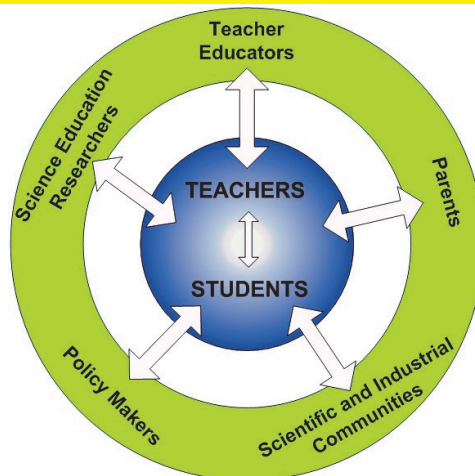 Teacher
Educators
Science Education
Researchers
Parents
TEACHERS
STUDENTS
Policy Makers
Scientific and Industrial
Communities